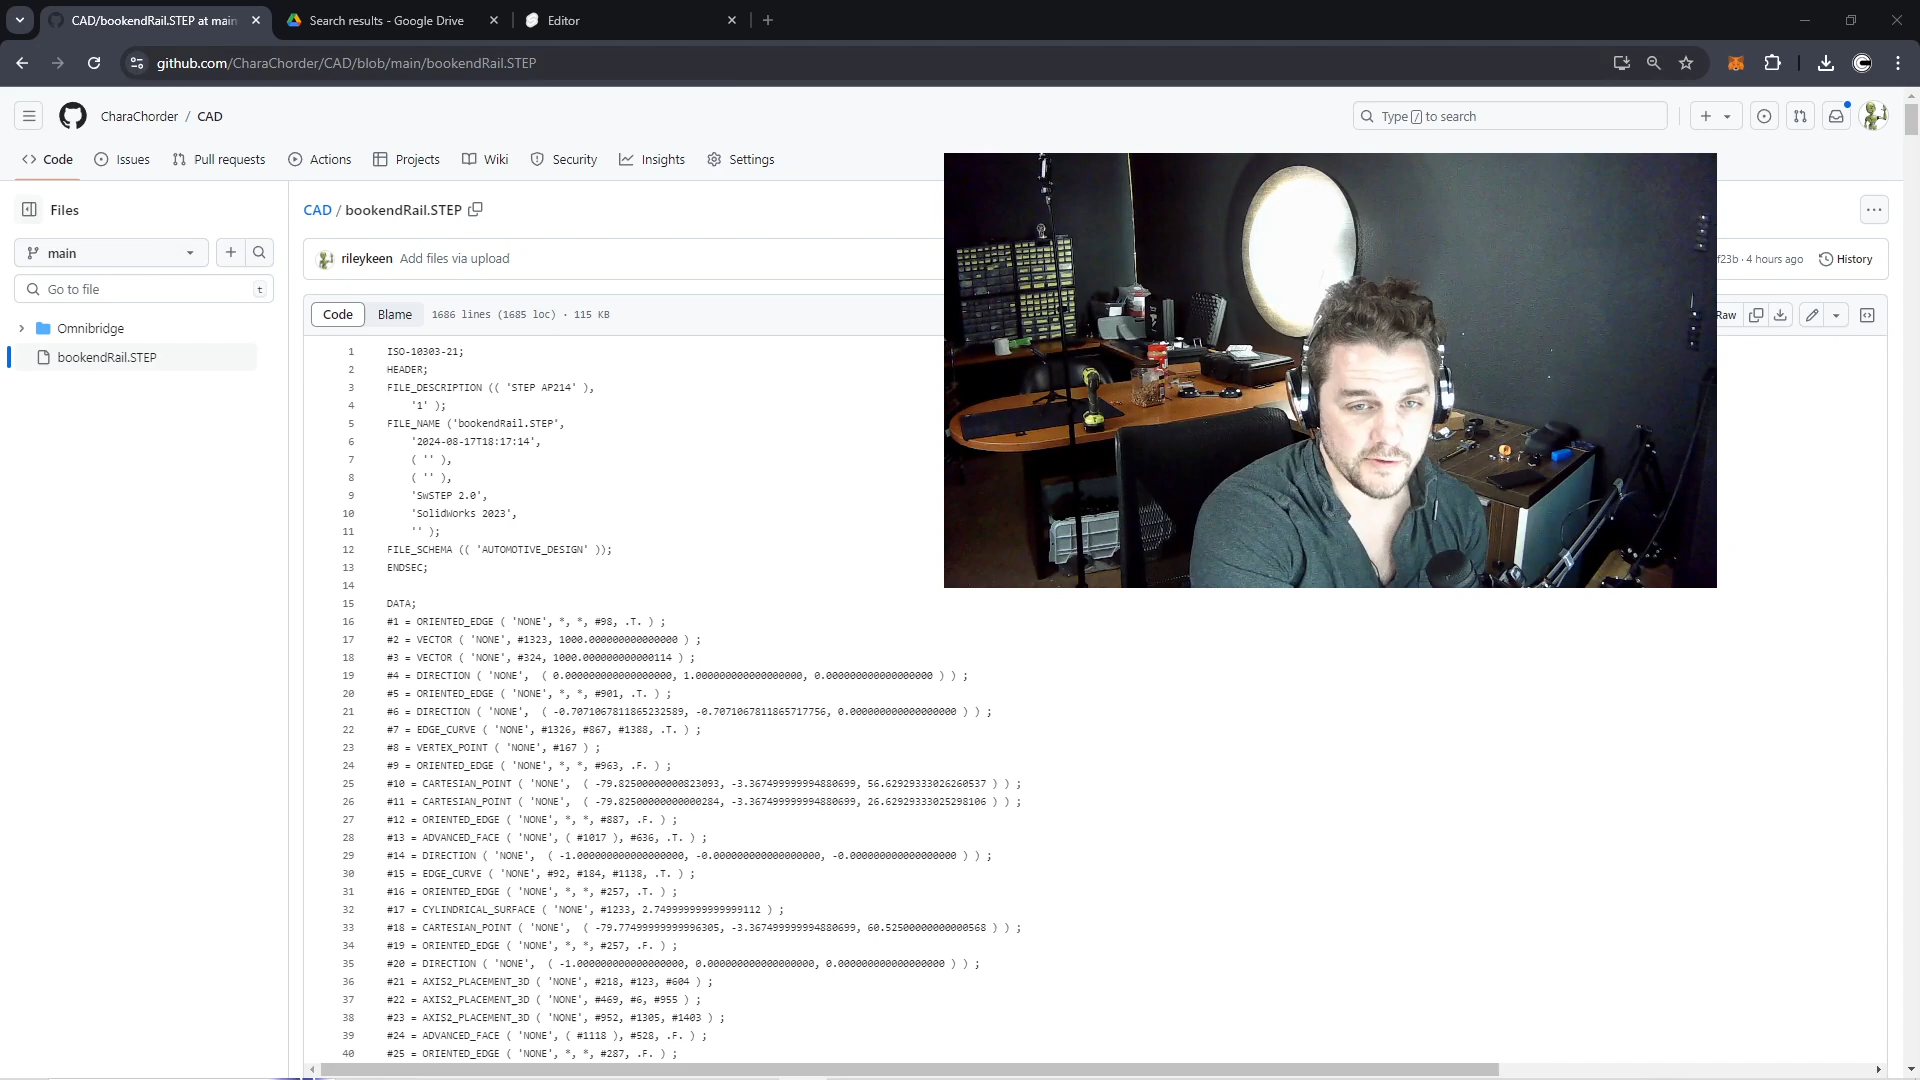 CAD/bookendRail.STEP at main
Search results - Google Drive
Editor
github.com/CharaChorder/CAD/blob/main/bookendRail.STEP
CharaChorder / CAD
Type / to search
Code
Issues
Pull requests
Actions
Projects
Wiki
Security
Insights
Settings
Files
main
Go to file
t
Omnibridge
bookendRail.STEP
CAD / bookendRail.STEP
rileykeen Add files via upload
f23b · 4 hours ago
History
Code
Blame
1686 lines (1685 loc) · 115 KB
Raw
1 ISO-10303-21;
2 HEADER;
3 FILE_DESCRIPTION (( 'STEP AP214' ),
4 '1' );
5 FILE_NAME ('bookendRail.STEP',
6 '2024-08-17T18:17:14',
7 ( '' ),
8 ( '' ),
9 'SwSTEP 2.0',
10 'SolidWorks 2023',
11 '' );
12 FILE_SCHEMA (( 'AUTOMOTIVE_DESIGN' ));
13 ENDSEC;
14
15 DATA;
16 #1 = ORIENTED_EDGE ( 'NONE', *, *, #98, .T. ) ;
17 #2 = VECTOR ( 'NONE', #1323, 1000.000000000000000 ) ;
18 #3 = VECTOR ( 'NONE', #324, 1000.000000000000114 ) ;
19 #4 = DIRECTION ( 'NONE', ( 0.000000000000000000, 1.000000000000000000, 0.000000000000000000 ) ) ;
20 #5 = ORIENTED_EDGE ( 'NONE', *, *, #901, .T. ) ;
21 #6 = DIRECTION ( 'NONE', ( -0.7071067811865232589, -0.7071067811865717756, 0.000000000000000000 ) ) ;
22 #7 = EDGE_CURVE ( 'NONE', #1326, #867, #1388, .T. ) ;
23 #8 = VERTEX_POINT ( 'NONE', #167 ) ;
24 #9 = ORIENTED_EDGE ( 'NONE', *, *, #963, .F. ) ;
25 #10 = CARTESIAN_POINT ( 'NONE', ( -79.82500000000823093, -3.367499999994880699, 56.62929333026260537 ) ) ;
26 #11 = CARTESIAN_POINT ( 'NONE', ( -79.82500000000000284, -3.367499999994880699, 26.62929333025298106 ) ) ;
27 #12 = ORIENTED_EDGE ( 'NONE', *, *, #887, .F. ) ;
28 #13 = ADVANCED_FACE ( 'NONE', ( #1017 ), #636, .T. ) ;
29 #14 = DIRECTION ( 'NONE', ( -1.000000000000000000, -0.000000000000000000, -0.000000000000000000 ) ) ;
30 #15 = EDGE_CURVE ( 'NONE', #92, #184, #1138, .T. ) ;
31 #16 = ORIENTED_EDGE ( 'NONE', *, *, #257, .T. ) ;
32 #17 = CYLINDRICAL_SURFACE ( 'NONE', #1233, 2.749999999999999112 ) ;
33 #18 = CARTESIAN_POINT ( 'NONE', ( -79.77499999999996305, -3.367499999994880699, 60.52500000000000568 ) ) ;
34 #19 = ORIENTED_EDGE ( 'NONE', *, *, #257, .F. ) ;
35 #20 = DIRECTION ( 'NONE', ( -1.000000000000000000, 0.000000000000000000, 0.000000000000000000 ) ) ;
36 #21 = AXIS2_PLACEMENT_3D ( 'NONE', #218, #123, #604 ) ;
37 #22 = AXIS2_PLACEMENT_3D ( 'NONE', #469, #6, #955 ) ;
38 #23 = AXIS2_PLACEMENT_3D ( 'NONE', #952, #1305, #1403 ) ;
39 #24 = ADVANCED_FACE ( 'NONE', ( #1118 ), #528, .F. ) ;
40 #25 = ORIENTED_EDGE ( 'NONE', *, *, #287, .F. ) ;